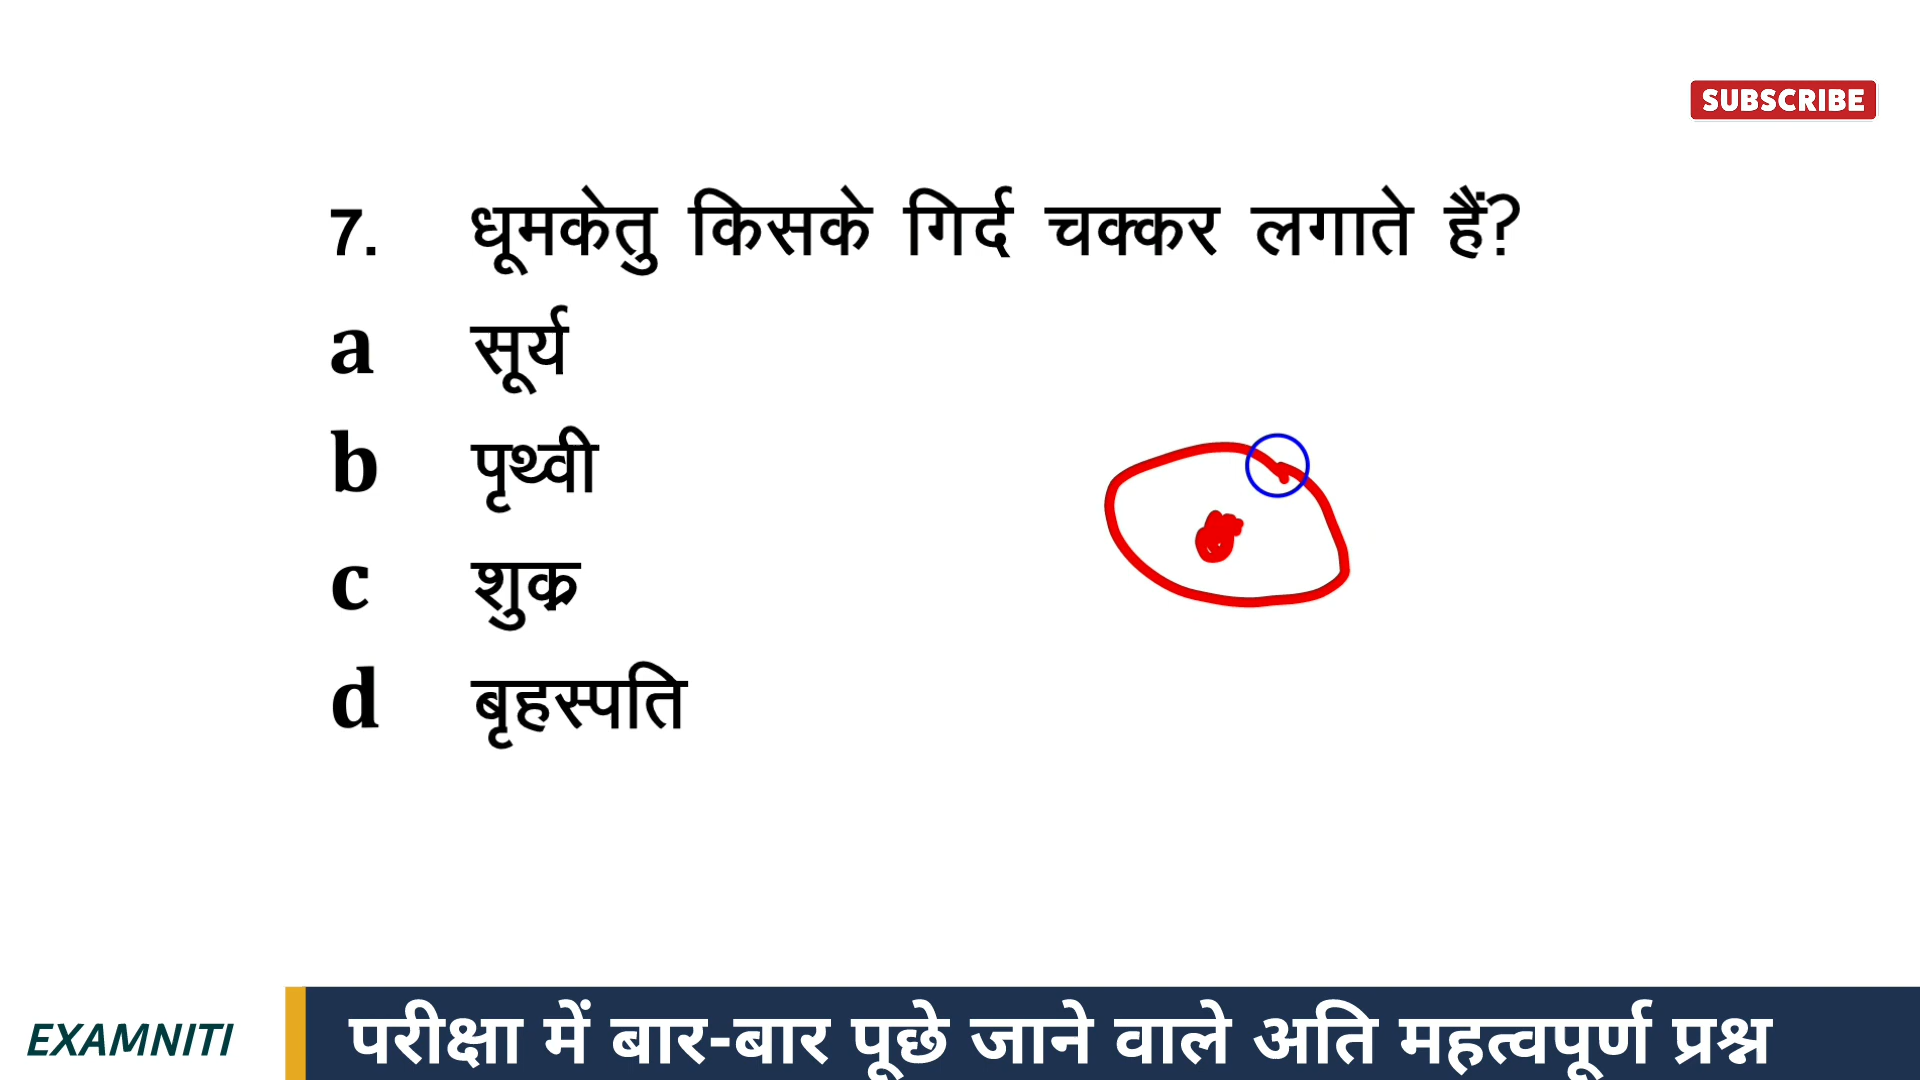 SUBSCRIBE
7. धूमकेतु किसके गिर्द चक्कर लगाते हैं?
a सूर्य
b पृथ्वी
c शुक्र
d बृहस्पति
EXAMNITI
परीक्षा में बार-बार पूछे जाने वाले अति महत्वपूर्ण प्रश्न